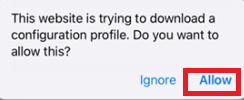 This website is trying to download a
configuration profile. Do you want to
allow this?
Ignore
Allow